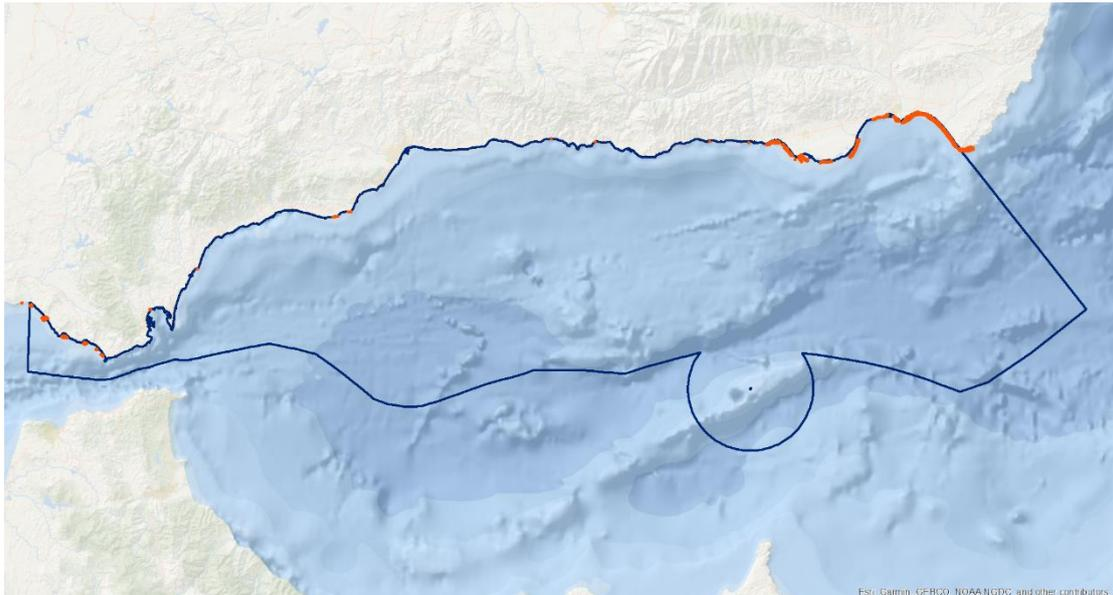 Esri, Garmin, GEBCO, NOAA NGDC, and other contributors